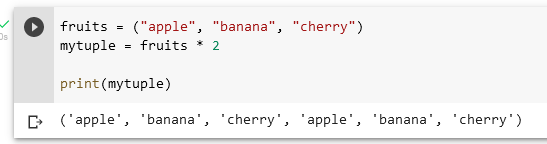 fruits = ("apple", "banana", "cherry")
mytuple = fruits * 2
print(mytuple)
('apple', 'banana', 'cherry', 'apple', 'banana', 'cherry')